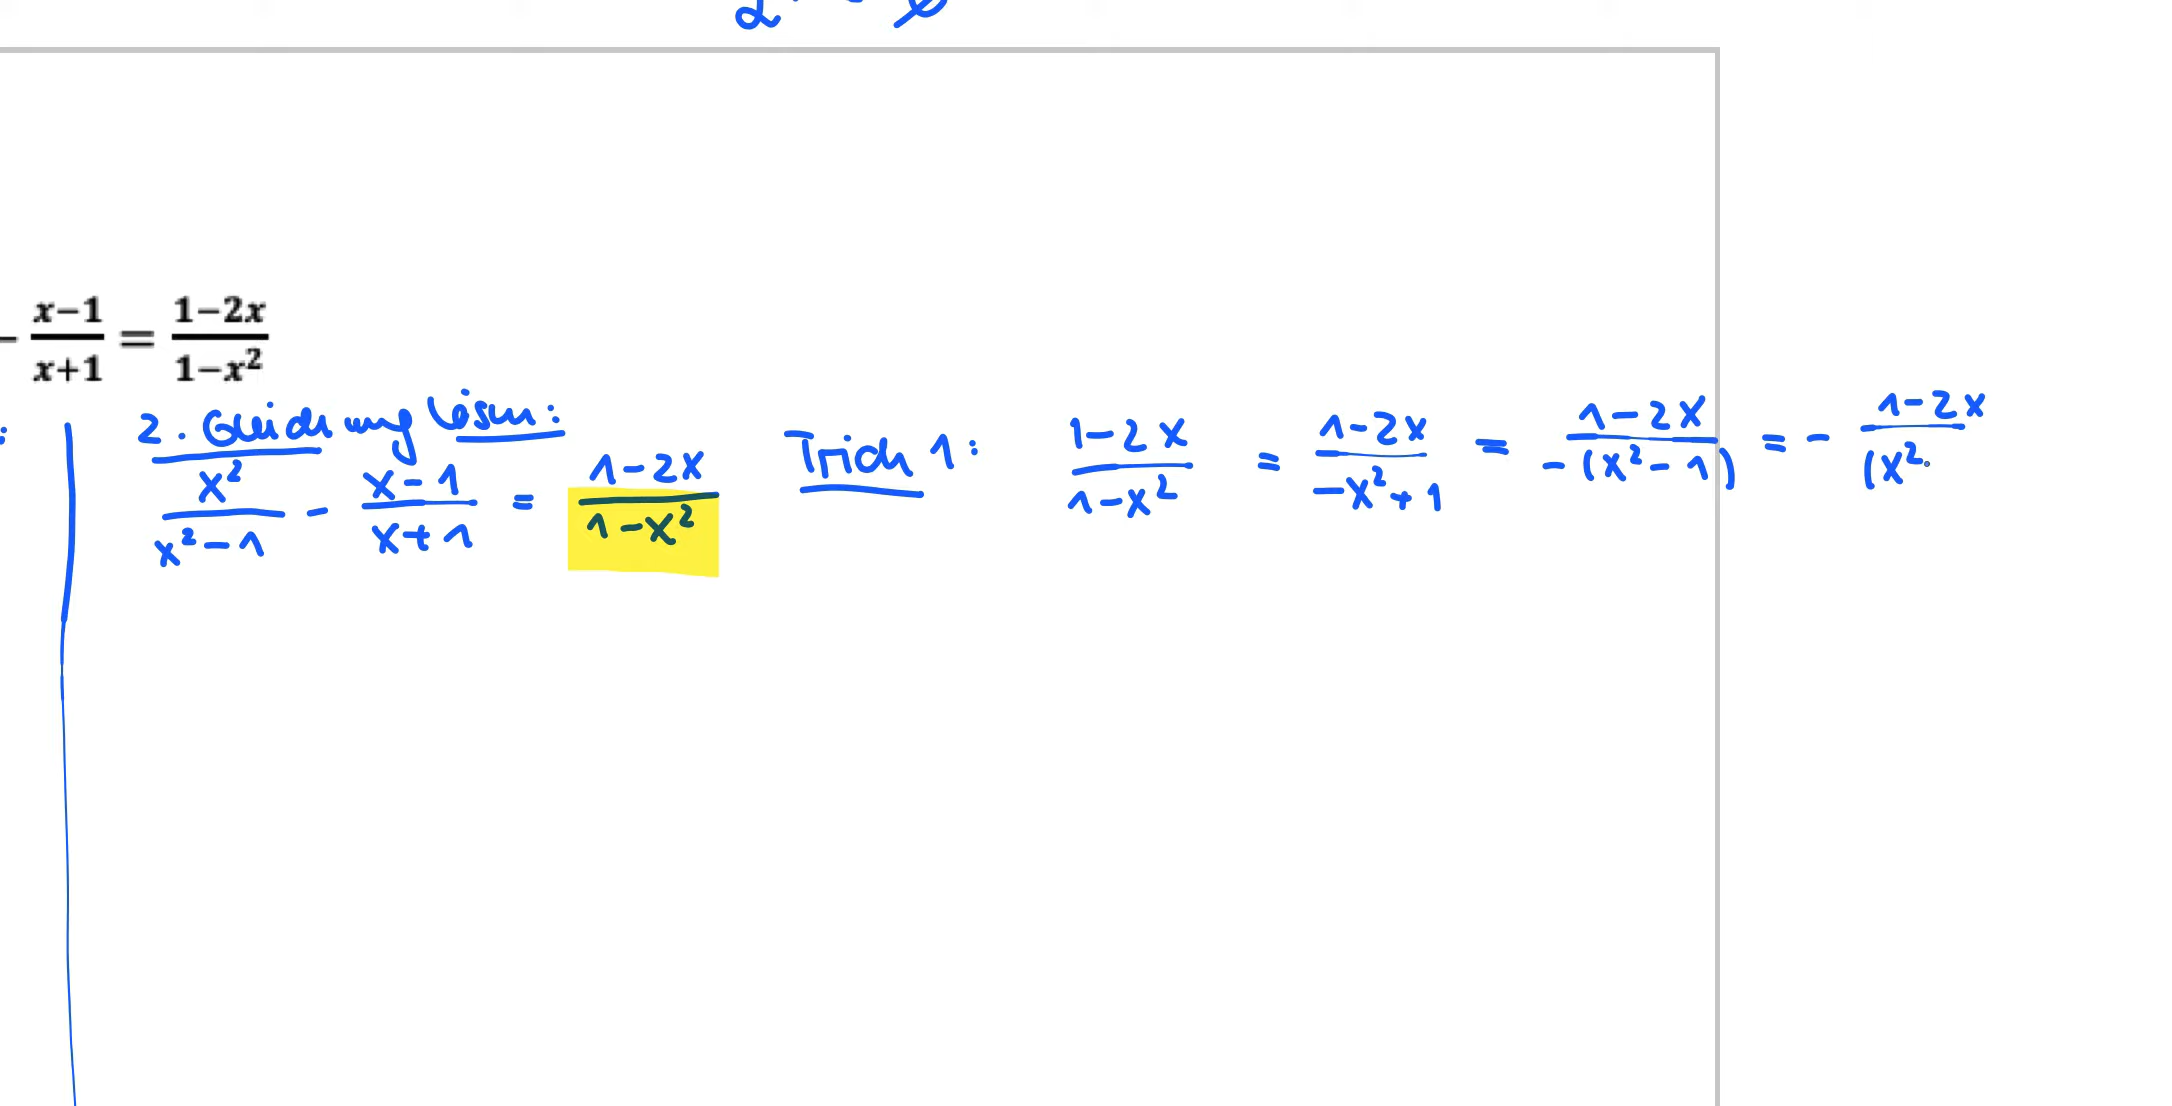 - x−1/x+1 = 1−2x/1−x²
2. Gleichung lösen:
x²/x²−1 − x−1/x+1 = 1−2x/1−x²
Trick 1: 1−2x/1−x² = 1−2x/−x²+1 = 1−2x/−(x²−1) = − 1−2x/(x²